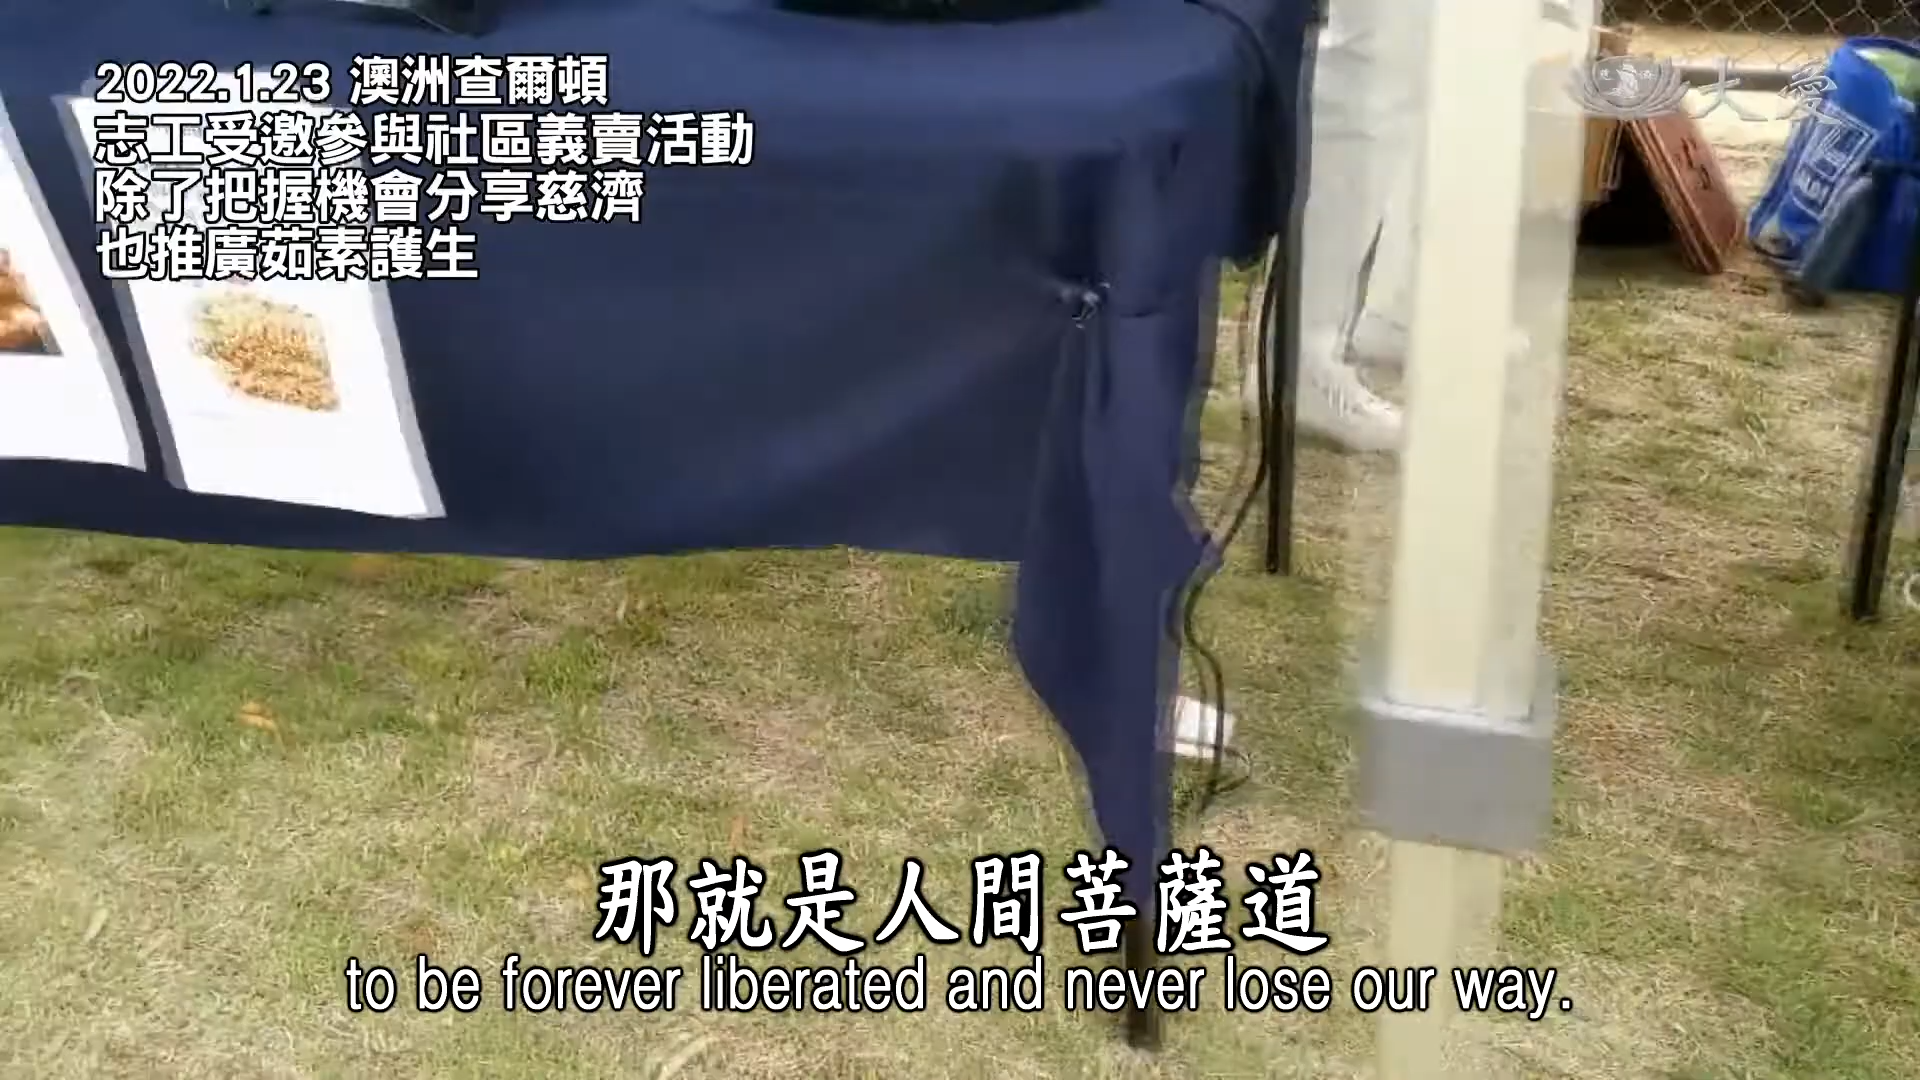 2022.1.23 澳洲查爾頓
志工受邀參與社區義賣活動
除了把握機會分享慈濟
也推廣茹素護生
大愛
那就是人間菩薩道
to be forever liberated and never lose our way.